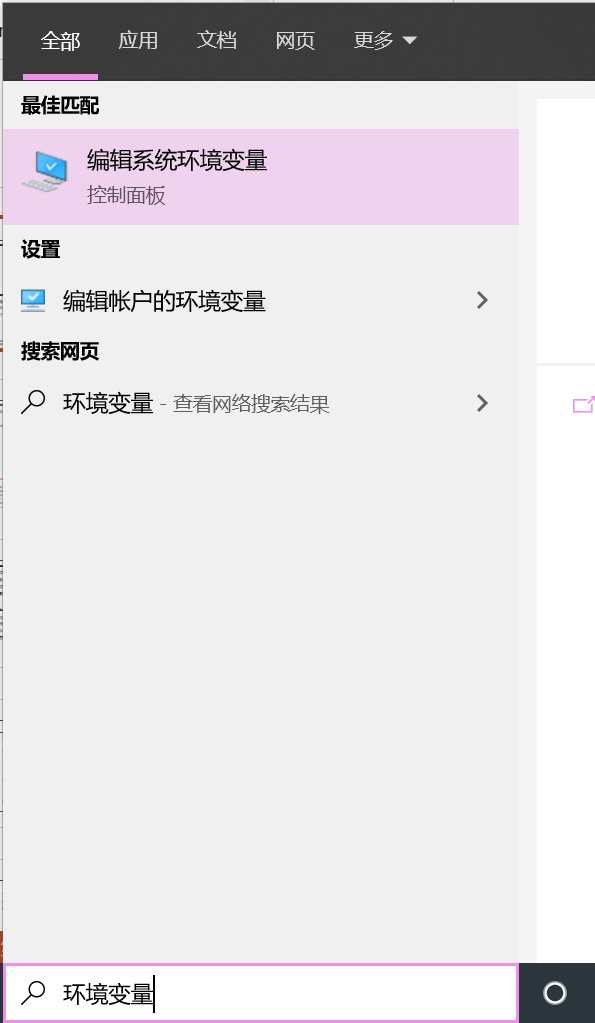 全部 应用 文档 网页 更多
最佳匹配
编辑系统环境变量
控制面板
设置
编辑帐户的环境变量
搜索网页
环境变量 - 查看网络搜索结果
环境变量